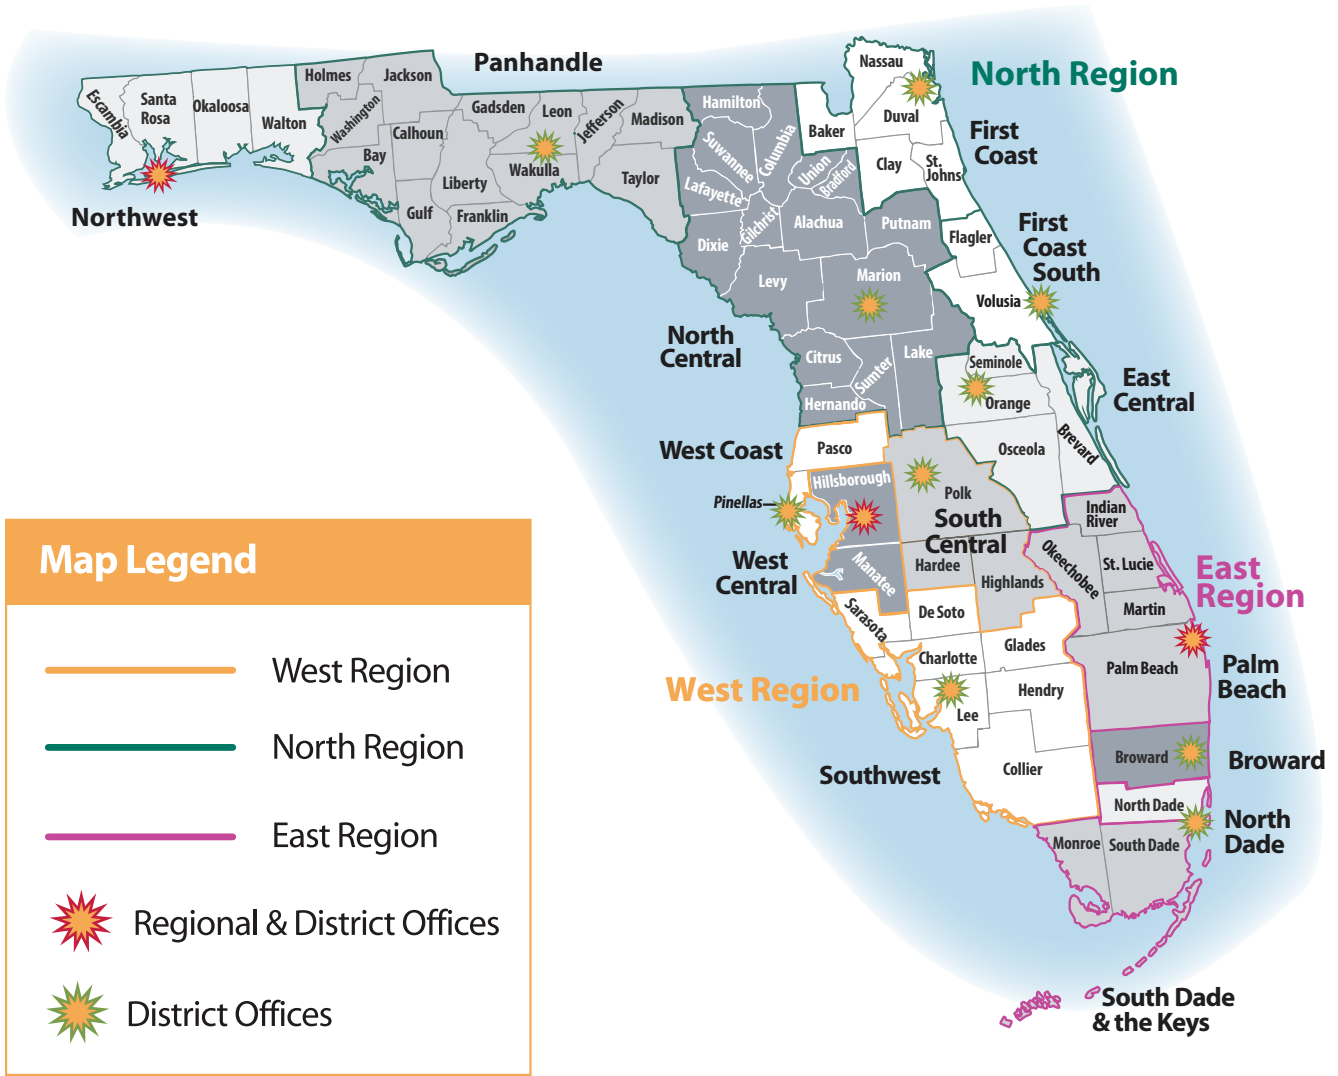 Panhandle
North Region
First
Coast
First
Coast
South
Northwest
North
Central
East
Central
West Coast
West
Central
South
Central
East
Region
West Region
Palm
Beach
Southwest
Broward
North
Dade
South Dade
& the Keys
Escambia
Santa
Rosa
Okaloosa
Walton
Holmes
Jackson
Washington
Bay
Calhoun
Gulf
Liberty
Franklin
Gadsden
Leon
Wakulla
Jefferson
Madison
Taylor
Hamilton
Suwannee
Columbia
Lafayette
Dixie
Gilchrist
Union
Bradford
Alachua
Putnam
Levy
Marion
Citrus
Sumter
Lake
Hernando
Nassau
Duval
Baker
Clay
St.
Johns
Flagler
Volusia
Seminole
Orange
Osceola
Brevard
Pasco
Pinellas
Hillsborough
Polk
Manatee
Hardee
Highlands
Sarasota
De Soto
Charlotte
Glades
Lee
Hendry
Collier
Indian
River
Okeechobee
St. Lucie
Martin
Palm Beach
Broward
North Dade
Monroe
South Dade
Map Legend
West Region
North Region
East Region
Regional & District Offices
District Offices